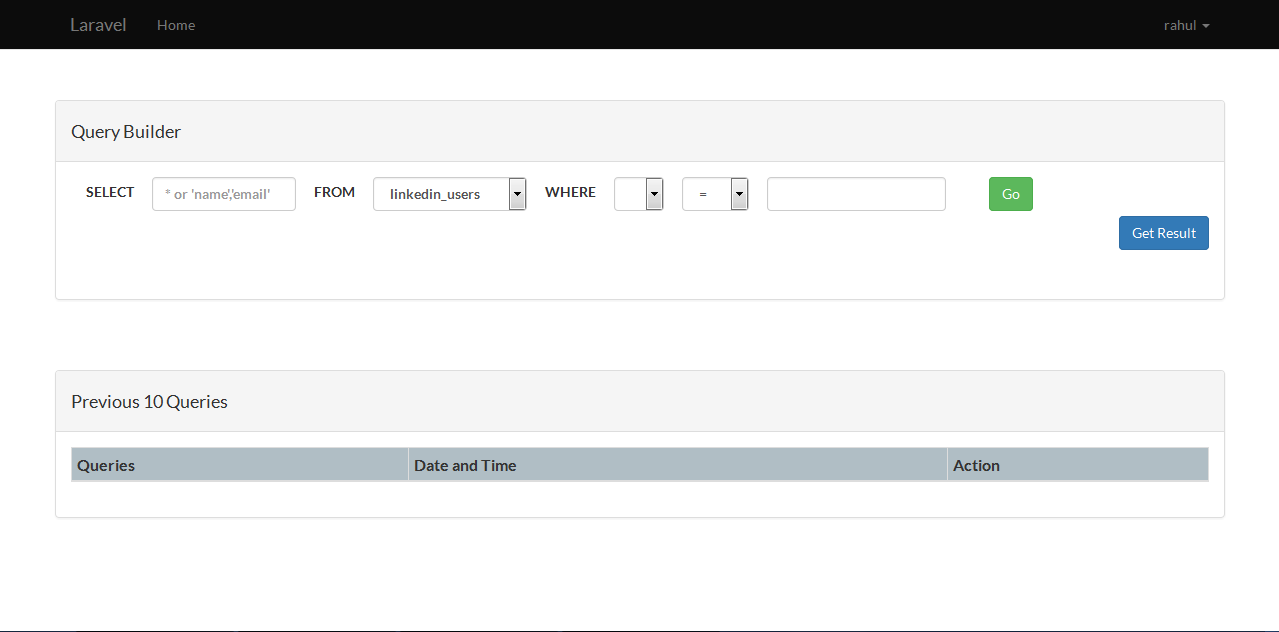 Laravel Home rahul
Query Builder
SELECT * or 'name','email' FROM linkedin_users WHERE = Go
Get Result
Previous 10 Queries
Queries Date and Time Action